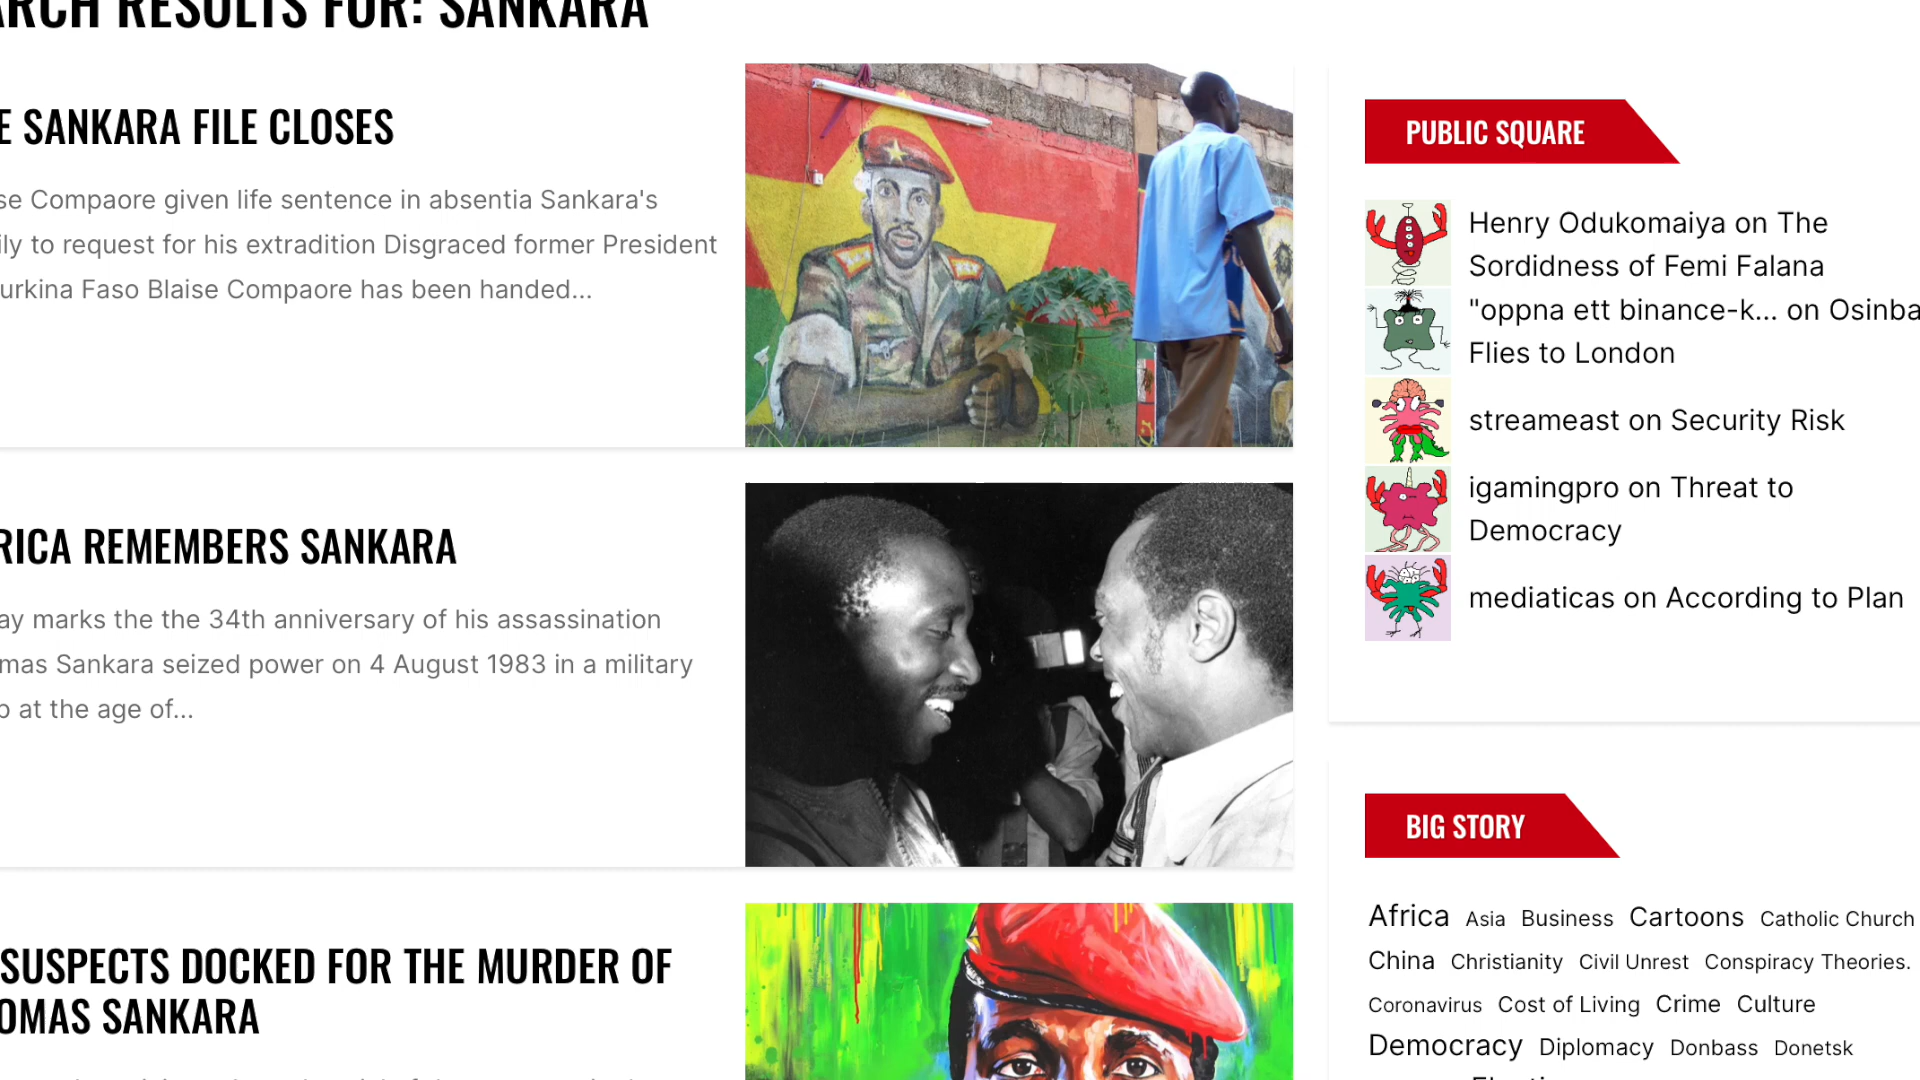 RCH RESULTS FOR: SANKARA
E SANKARA FILE CLOSES
se Compaore given life sentence in absentia Sankara's
ily to request for his extradition Disgraced former President
urkina Faso Blaise Compaore has been handed...
RICA REMEMBERS SANKARA
ay marks the the 34th anniversary of his assassination
mas Sankara seized power on 4 August 1983 in a military
p at the age of...
SUSPECTS DOCKED FOR THE MURDER OF
OMAS SANKARA
PUBLIC SQUARE
Henry Odukomaiya on The
Sordidness of Femi Falana
"oppna ett binance-k... on Osinba
Flies to London
streameast on Security Risk
igamingpro on Threat to
Democracy
mediaticas on According to Plan
BIG STORY
Africa Asia Business Cartoons Catholic Church
China Christianity Civil Unrest Conspiracy Theories.
Coronavirus Cost of Living Crime Culture
Democracy Diplomacy Donbass Donetsk